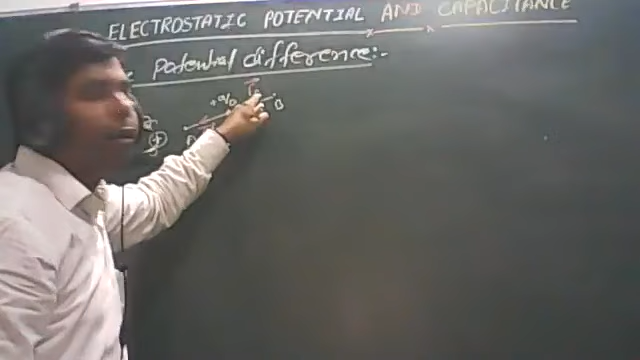 ELECTROSTATIC POTENTIAL AND CAPACITANCE
Potential difference:-
B